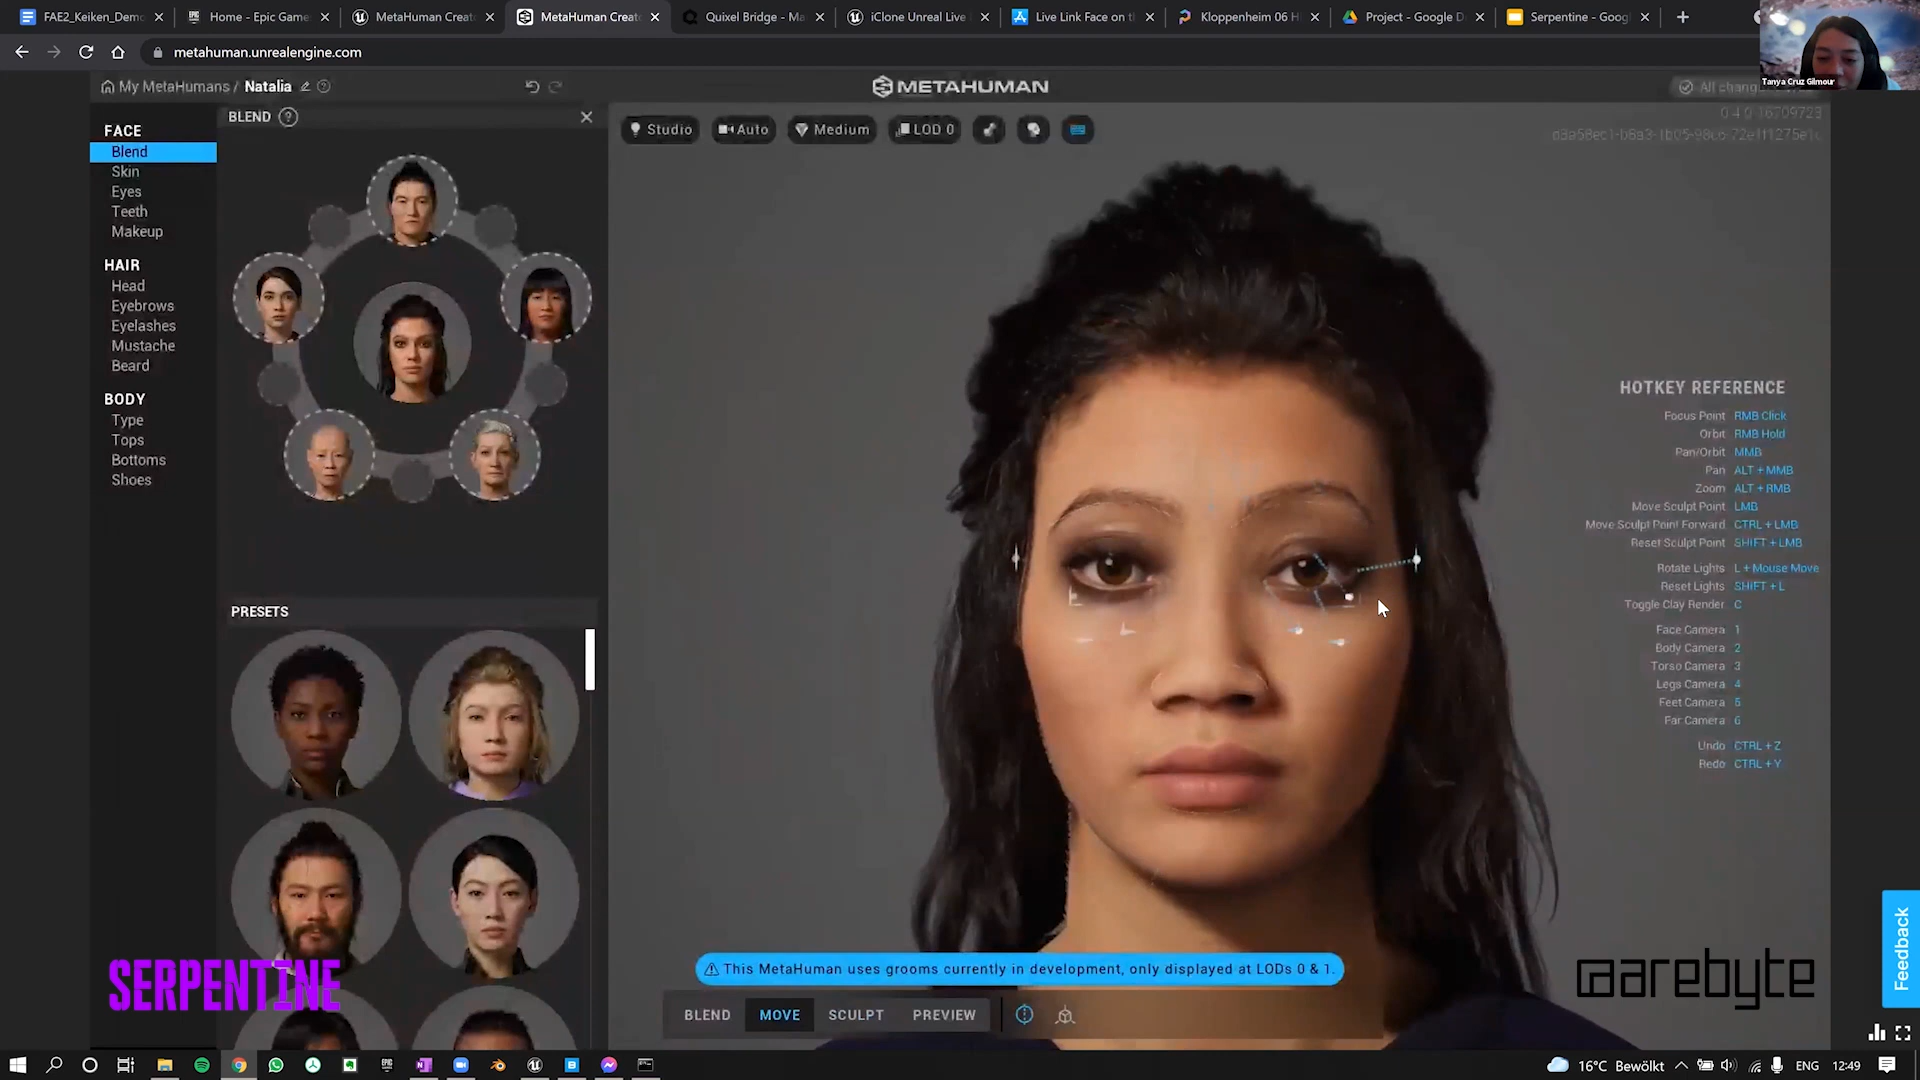 FAE2_Keiken_Demo
Home - Epic Game
MetaHuman Creat
MetaHuman Creat
Quixel Bridge - Ma
iClone Unreal Live
Live Link Face on t
Kloppenheim 06 H
Project - Google D
Serpentine - Goog
metahuman.unrealengine.com
Tanya Cruz Gilmour
My MetaHumans / Natalia
METAHUMAN
All chang
BLEND
Studio
Auto
Medium
LOD 0
FACE
Blend
Skin
Eyes
Teeth
Makeup
HAIR
Head
Eyebrows
Eyelashes
Mustache
Beard
BODY
Type
Tops
Bottoms
Shoes
PRESETS
HOTKEY REFERENCE
Focus Point RMB Click
Orbit RMB Hold
Pan/Orbit MMB
Pan ALT + MMB
Zoom ALT + RMB
Move Sculpt Point LMB
Move Sculpt Point Forward CTRL + LMB
Reset Sculpt Point SHIFT + LMB
Rotate Lights L + Mouse Move
Reset Lights SHIFT + L
Toggle Clay Render C
Face Camera 1
Body Camera 2
Torso Camera 3
Legs Camera 4
Feet Camera 5
Far Camera 6
Undo CTRL + Z
Redo CTRL + Y
Feedback
This MetaHuman uses grooms currently in development, only displayed at LODs 0 & 1.
SERPENTINE
arebyte
BLEND
MOVE
SCULPT
PREVIEW
16°C Bewölkt
ENG
12:49